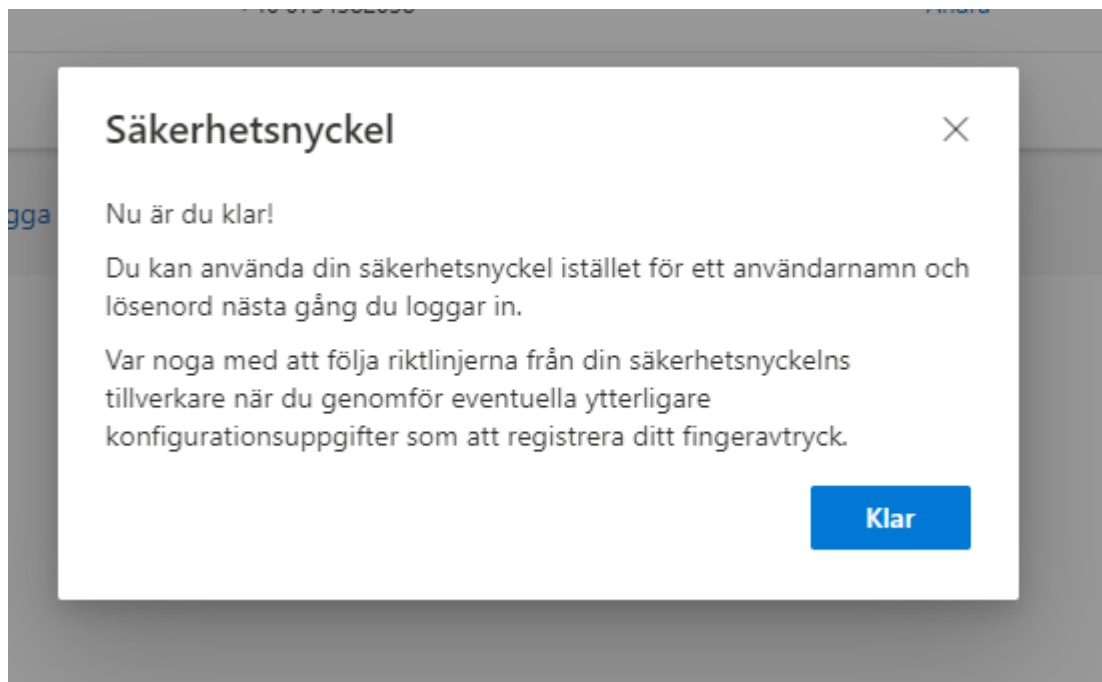 Säkerhetsnyckel
gga
Nu är du klar!
Du kan använda din säkerhetsnyckel istället för ett användarnamn och
lösenord nästa gång du loggar in.
Var noga med att följa riktlinjerna från din säkerhetsnyckelns
tillverkare när du genomför eventuella ytterligare
konfigurationsuppgifter som att registrera ditt fingeravtryck.
Klar